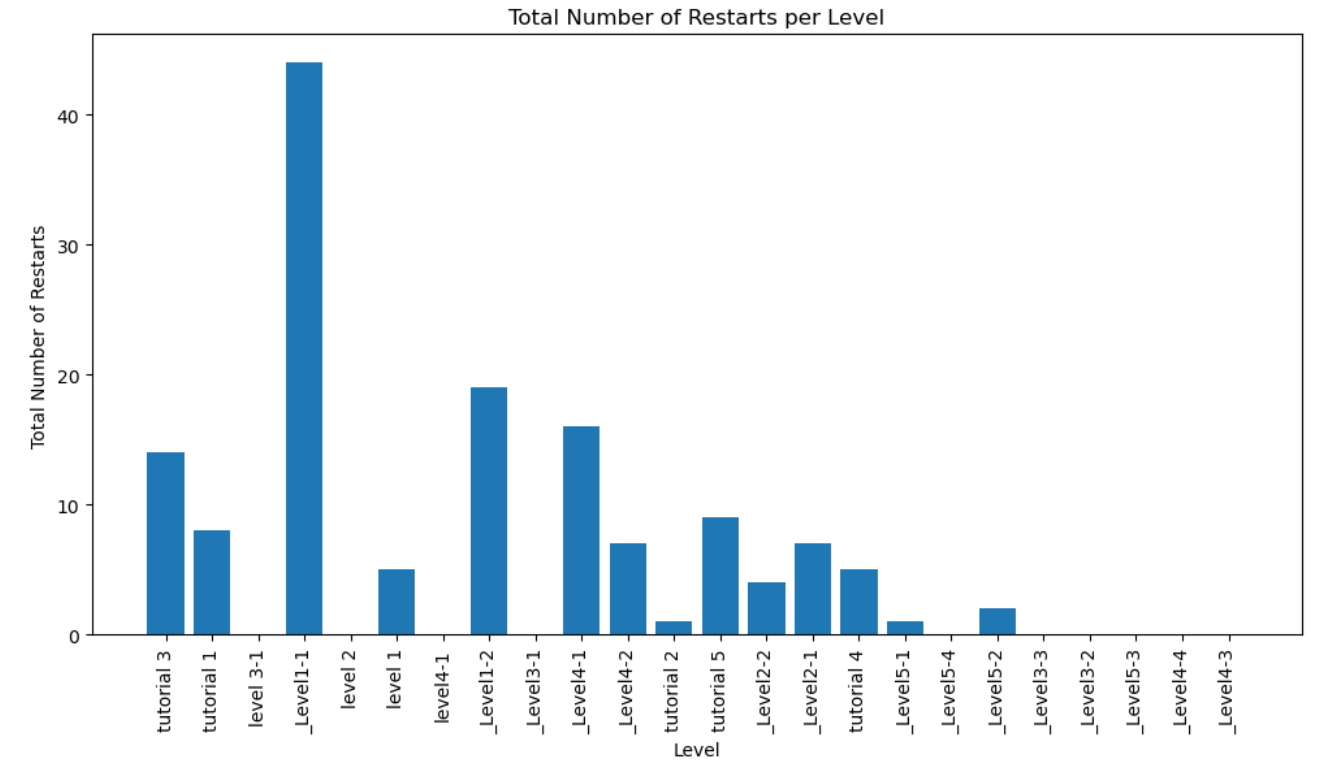 Total Number of Restarts per Level
Total Number of Restarts
40
30
20
10
0
tutorial 3
tutorial 1
level 3-1
_Level1-1
level 2
level 1
level4-1
_Level1-2
_Level3-1
_Level4-1
_Level4-2
tutorial 2
tutorial 5
_Level2-2
_Level2-1
tutorial 4
_Level5-1
_Level5-4
_Level5-2
_Level3-3
_Level3-2
_Level5-3
_Level4-4
_Level4-3
Level